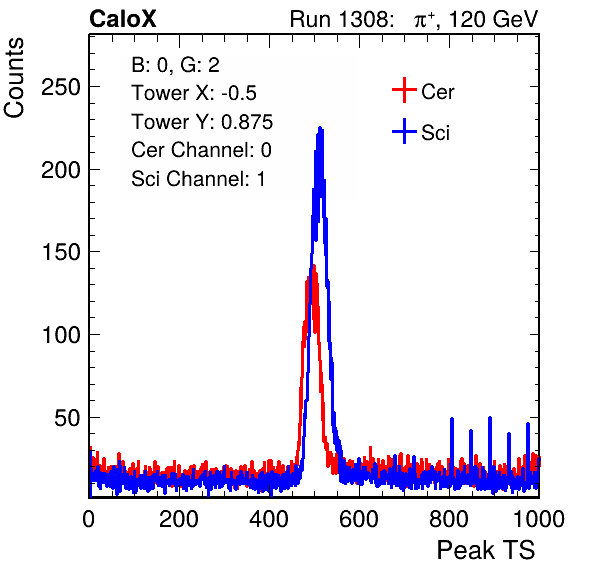 CaloX Run 1308: π⁺, 120 GeV
Counts
B: 0, G: 2
Tower X: -0.5
Tower Y: 0.875
Cer Channel: 0
Sci Channel: 1
Cer
Sci
250
200
150
100
50
0 200 400 600 800 1000
Peak TS